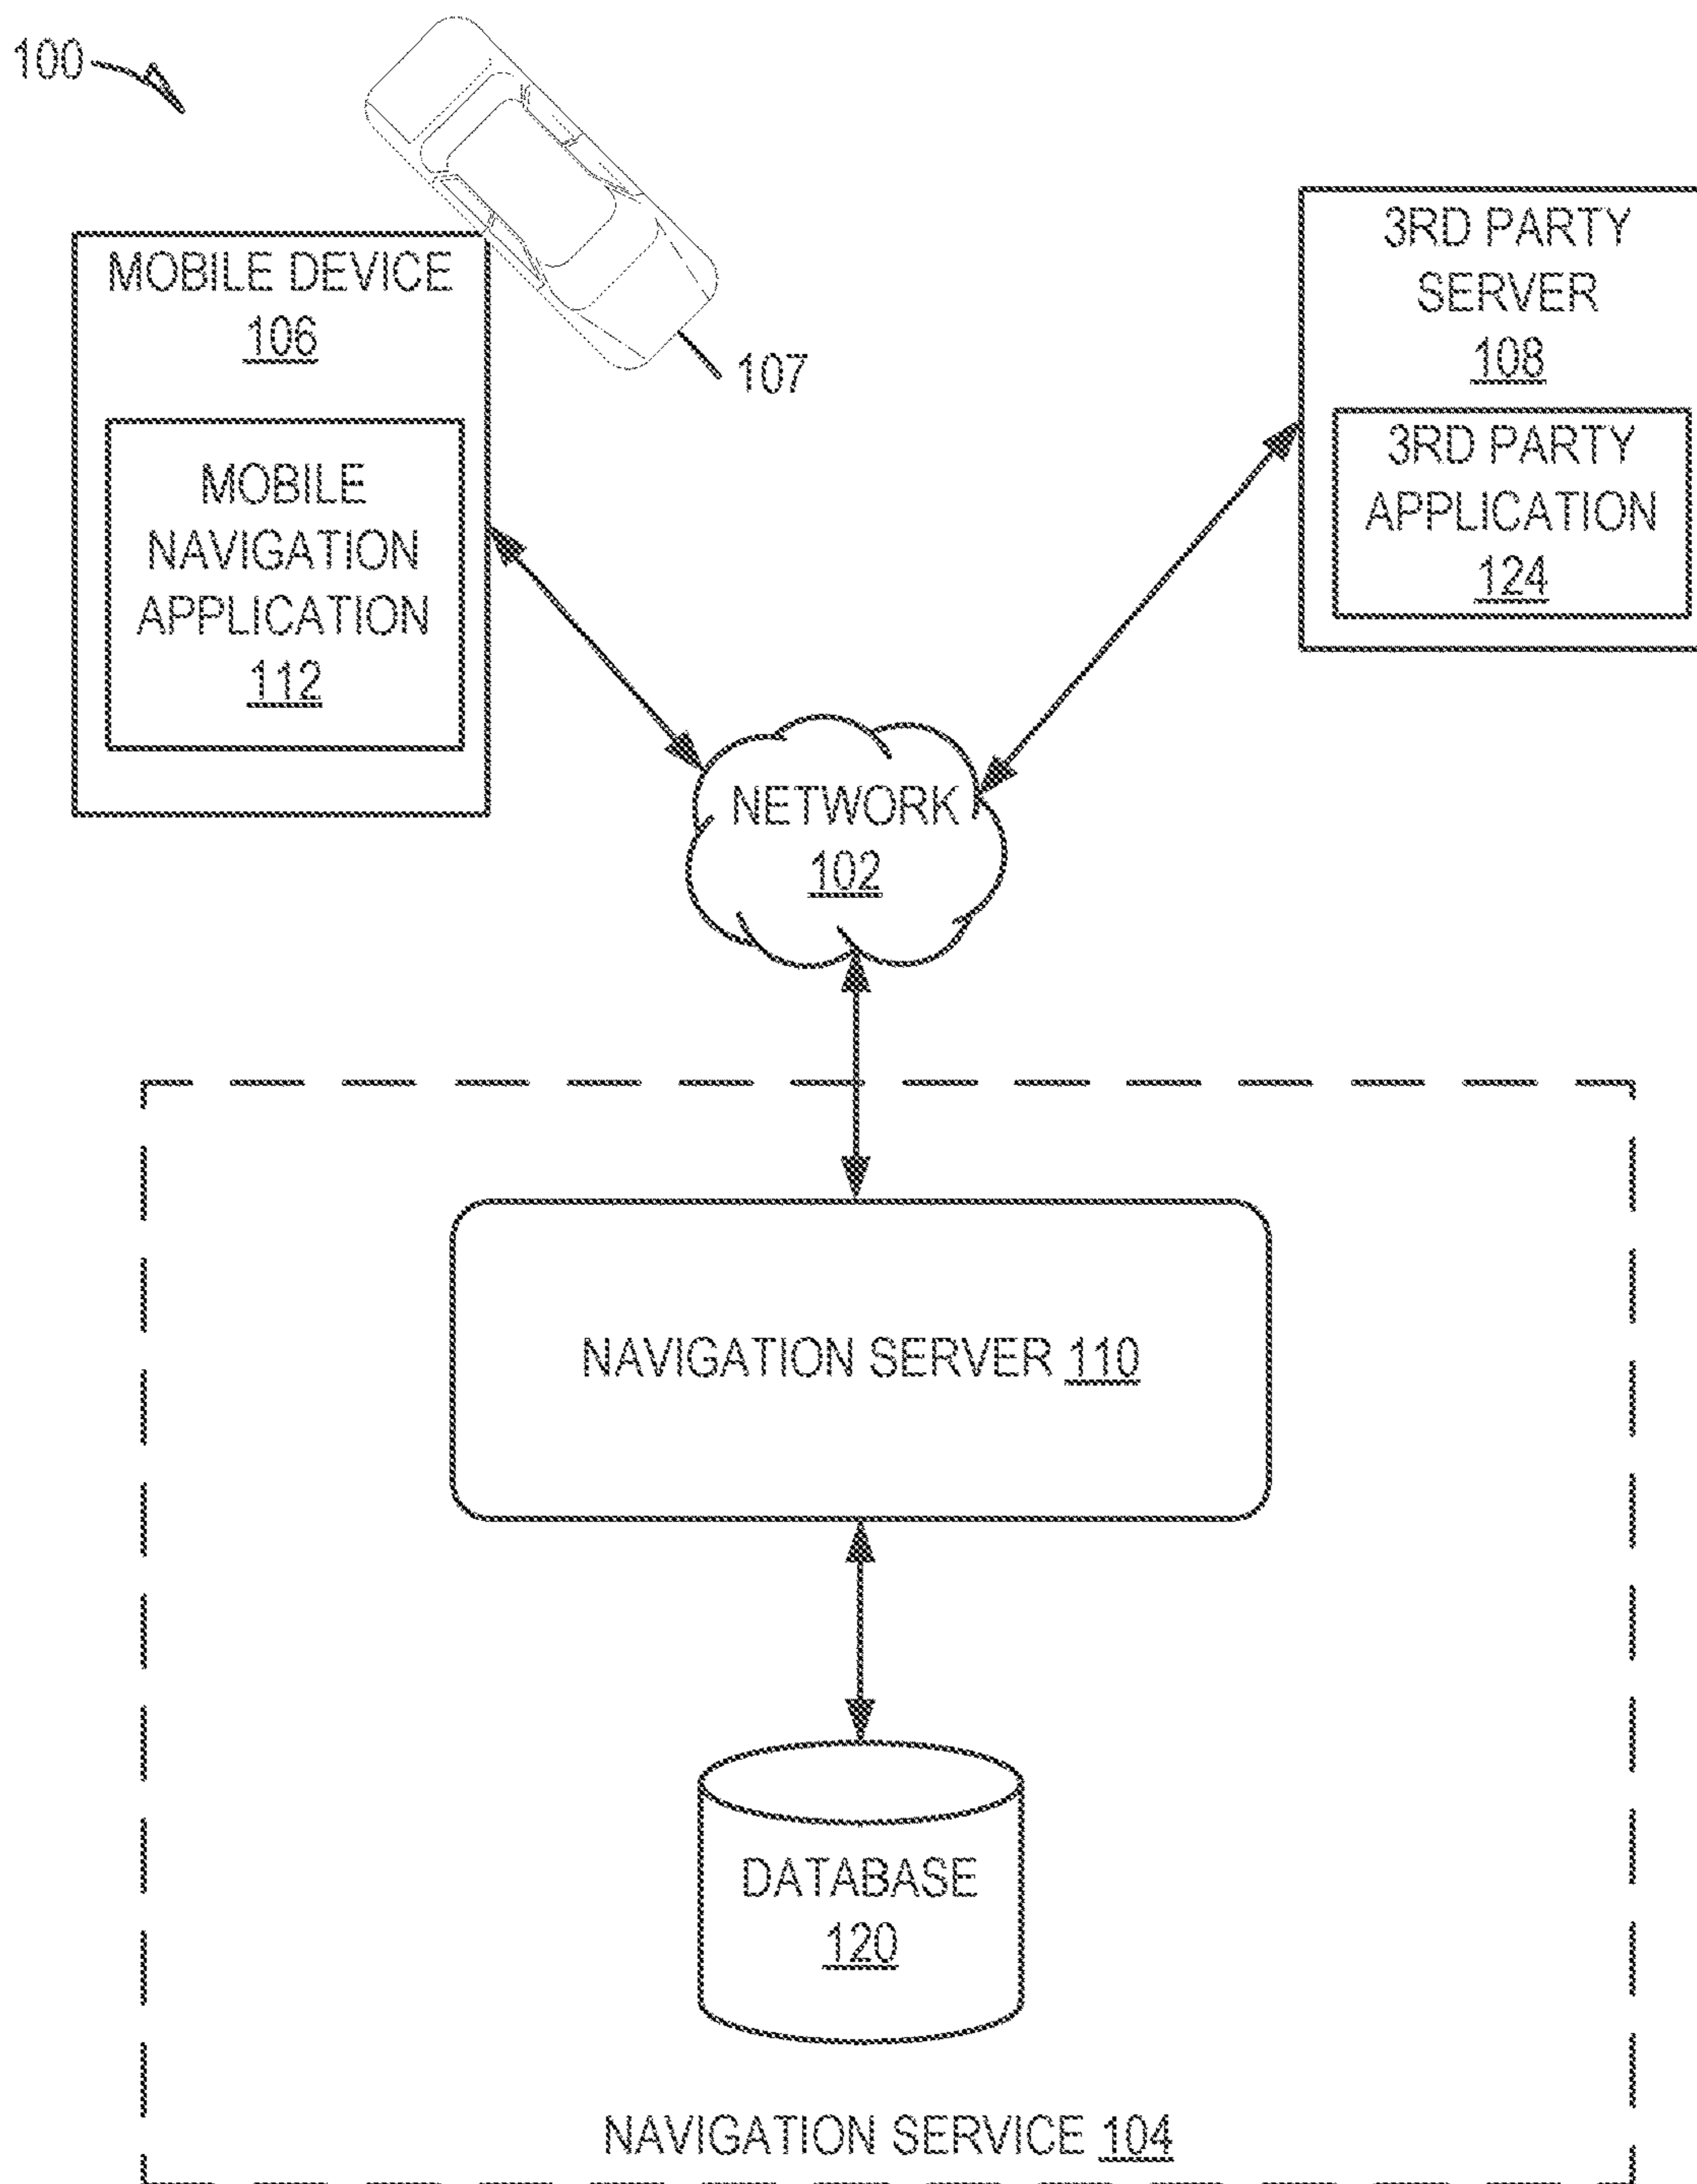 100
MOBILE DEVICE
106
107
MOBILE
NAVIGATION
APPLICATION
112
3RD PARTY
SERVER
108
3RD PARTY
APPLICATION
124
NETWORK
102
NAVIGATION SERVER 110
DATABASE
120
NAVIGATION SERVICE 104